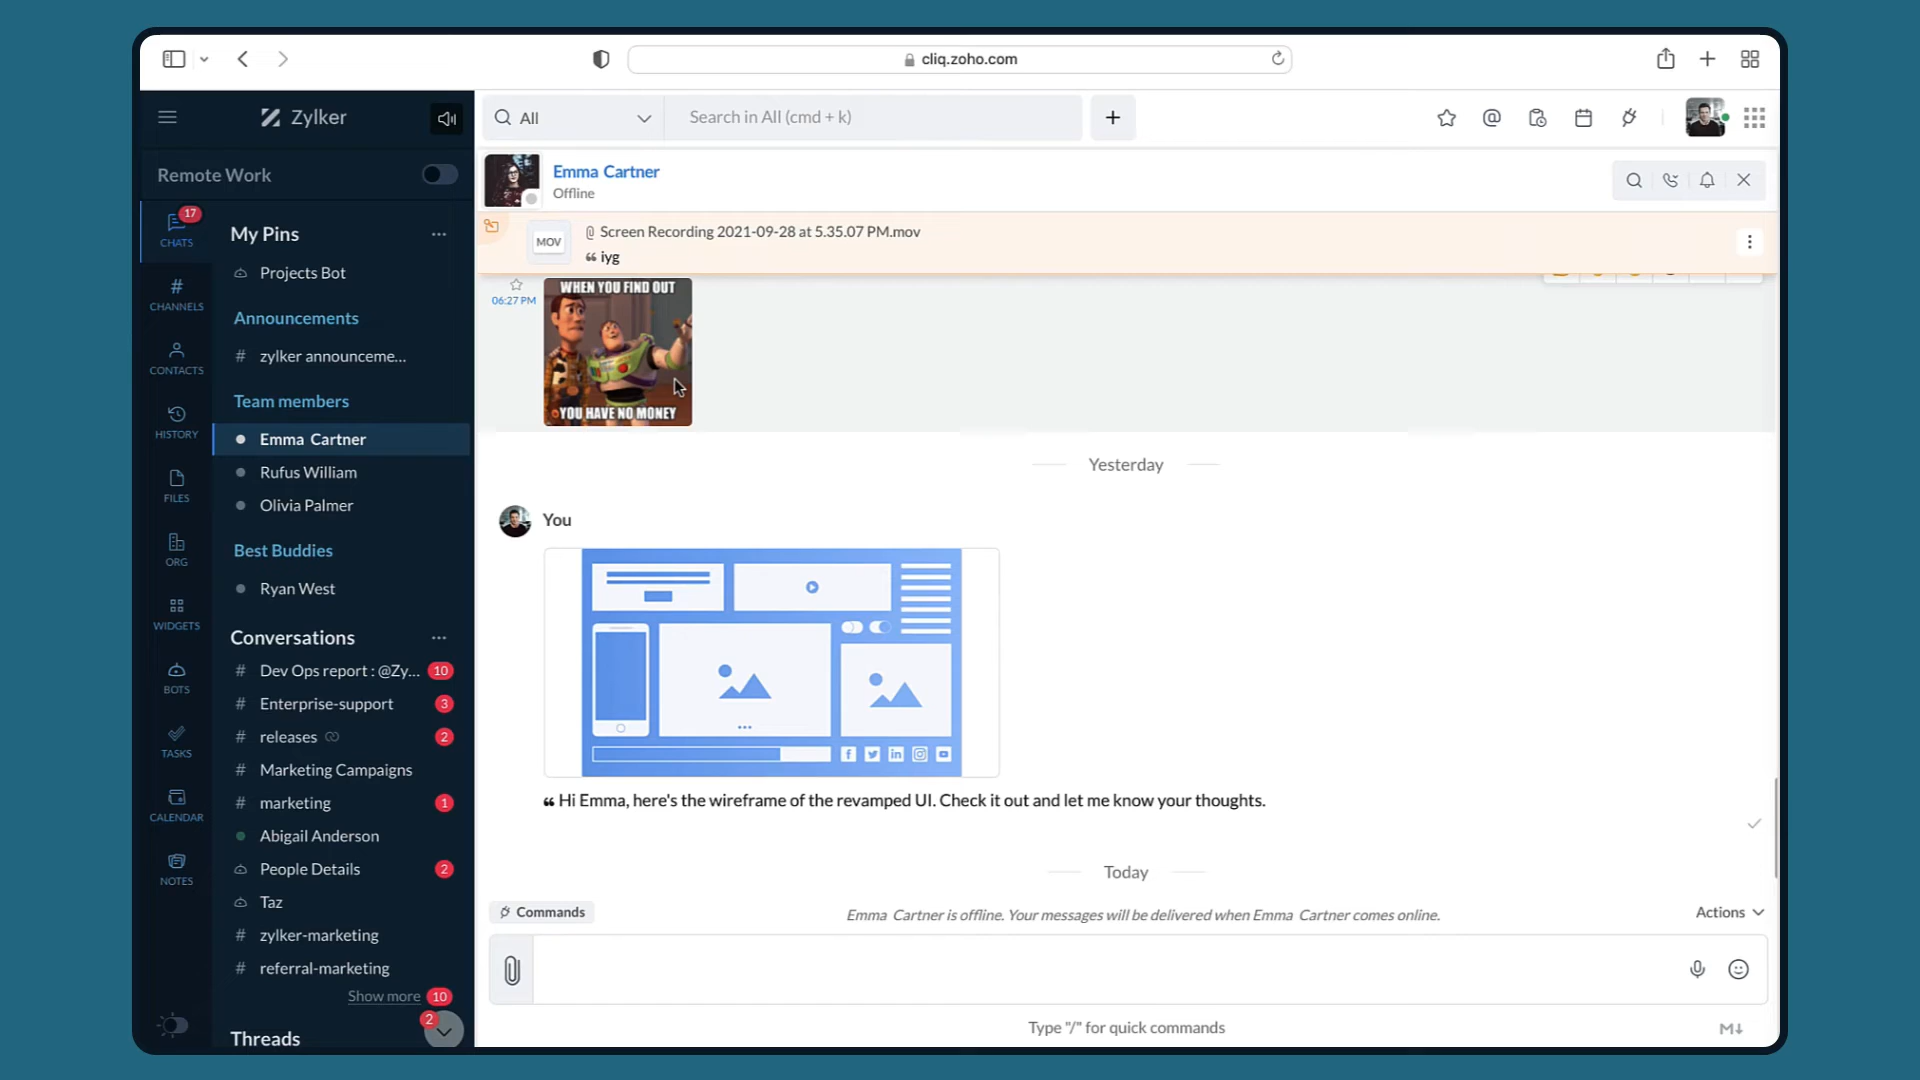 cliq.zoho.com
Zylker
All
Search in All (cmd + k)
Remote Work
Emma Cartner
Offline
17
CHATS
CHANNELS
CONTACTS
HISTORY
FILES
ORG
WIDGETS
BOTS
TASKS
CALENDAR
NOTES
My Pins
Projects Bot
Announcements
# zylker announceme...
Team members
Emma Cartner
Rufus William
Olivia Palmer
Best Buddies
Ryan West
Conversations
# Dev Ops report : @Zy... 10
# Enterprise-support 3
# releases 2
# Marketing Campaigns
# marketing 1
Abigail Anderson
People Details 2
Taz
# zylker-marketing
# referral-marketing
Show more 10
2
Threads
MOV
Screen Recording 2021-09-28 at 5.35.07 PM.mov
❝ iyg
06:27 PM
WHEN YOU FIND OUT
YOU HAVE NO MONEY
Yesterday
You
❝ Hi Emma, here's the wireframe of the revamped UI. Check it out and let me know your thoughts.
Today
Commands
Emma Cartner is offline. Your messages will be delivered when Emma Cartner comes online.
Actions
Type "/" for quick commands
M↓